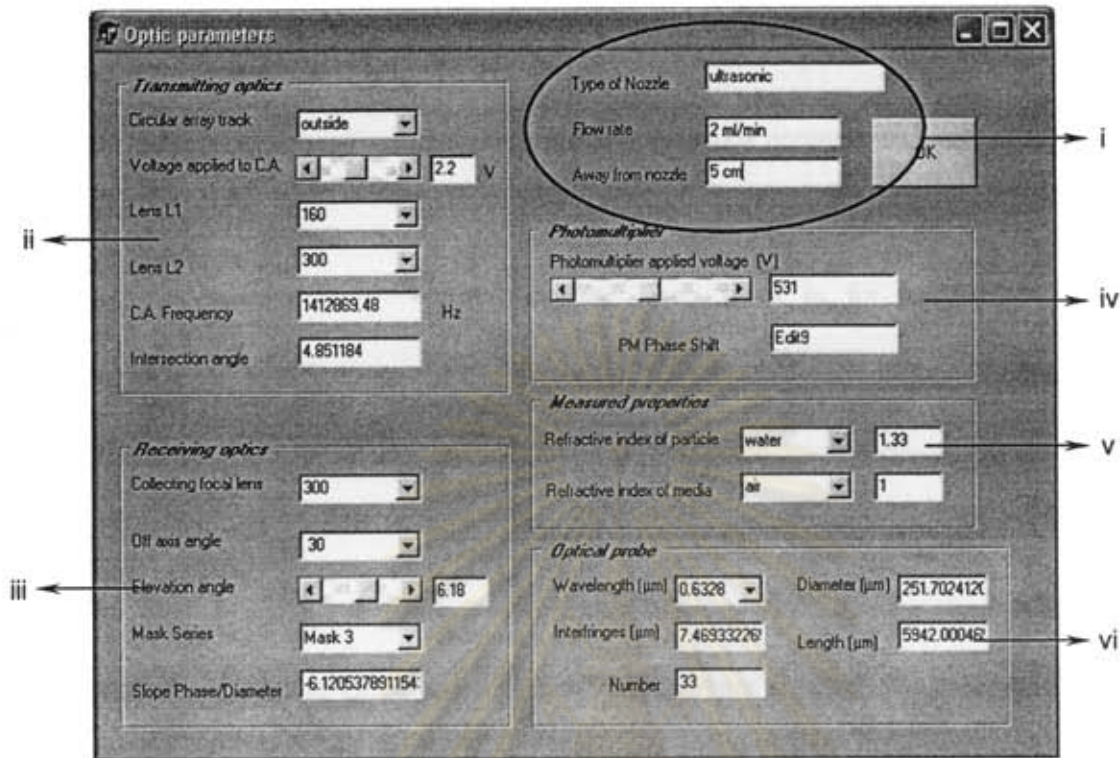 Optic parameters
Transmitting optics
Circular array track outside
Voltage applied to C.A. 2.2 V
Lens L1 160
Lens L2 300
C.A. Frequency 1412869.48 Hz
Intersection angle 4.851184
ii
Type of Nozzle ultrasonic
Flow rate 2 ml/min
Away from nozzle 5 cm
OK
i
Photomultiplier
Photomultiplier applied voltage (V)
531
PM Phase Shift Edit9
iv
Measured properties
Refractive index of particle water 1.33
Refractive index of media air 1
v
Receiving optics
Collecting focal lens 300
Off axis angle 30
Elevation angle 6.18
Mask Series Mask 3
Slope Phase/Diameter -6.120537891154
iii
Optical probe
Wavelength (µm) 0.6328 Diameter (µm) 251.7024120
Interfringes (µm) 7.46933226 Length (µm) 5942.00046
Number 33
vi